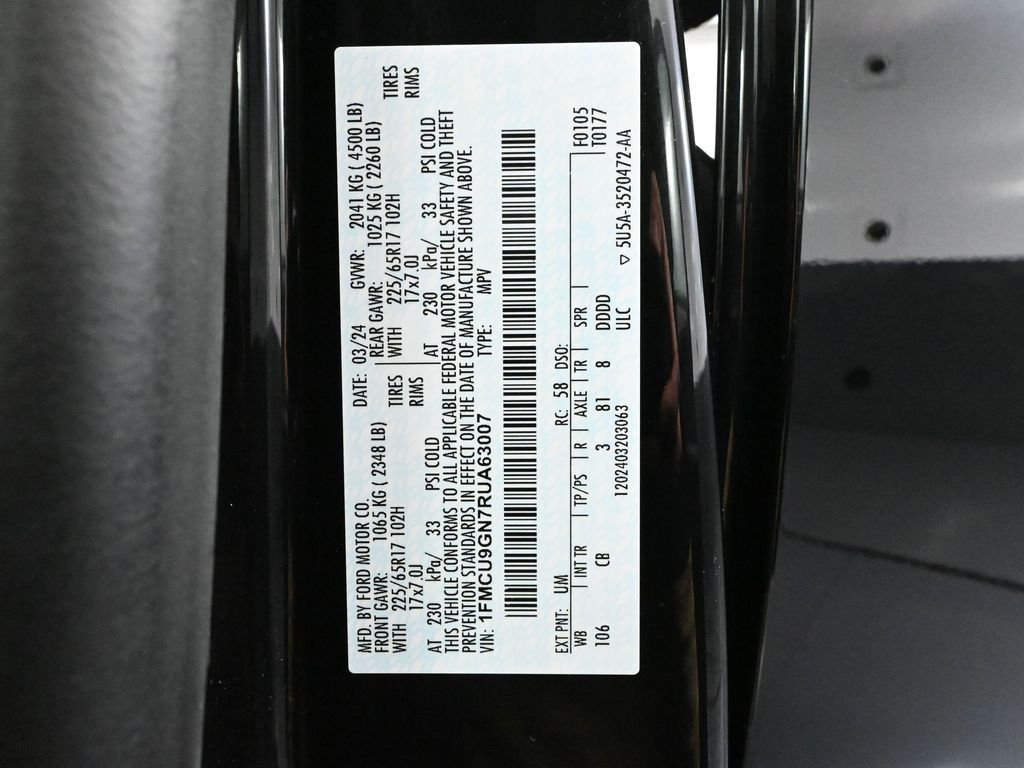 MFD. BY FORD MOTOR CO. DATE: 03/24 GVWR: 2041 KG ( 4500 LB)
FRONT GAWR: 1065 KG ( 2348 LB) REAR GAWR: 1025 KG ( 2260 LB)
WITH 225/65R17 102H TIRES WITH 225/65R17 102H TIRES
17x7.0J RIMS 17x7.0J RIMS
AT 230 kPa/ 33 PSI COLD AT 230 kPa/ 33 PSI COLD
THIS VEHICLE CONFORMS TO ALL APPLICABLE FEDERAL MOTOR VEHICLE SAFETY AND THEFT
PREVENTION STANDARDS IN EFFECT ON THE DATE OF MANUFACTURE SHOWN ABOVE.
VIN: 1FMCU9GN7RUA63007 TYPE: MPV
EXT PNT: UM RC: 58 DSO: F0105
WB INT TR TP/PS R AXLE TR SPR T0177
106 CB 3 81 8 DDDD
1202403203063 ULC ▽ 5U5A-3520472-AA